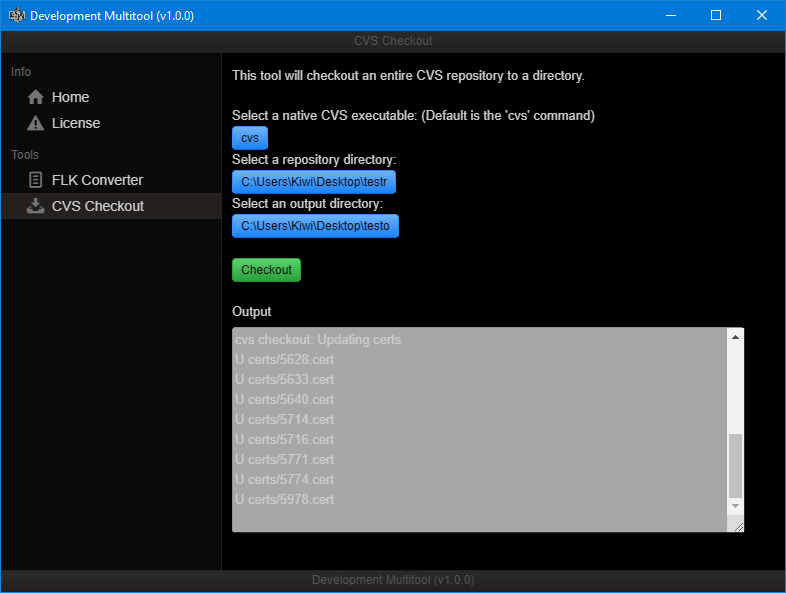 Development Multitool (v1.0.0)
CVS Checkout
Info
Home
License
Tools
FLK Converter
CVS Checkout
This tool will checkout an entire CVS repository to a directory.
Select a native CVS executable: (Default is the 'cvs' command)
cvs
Select a repository directory:
C:\Users\Kiwi\Desktop\testr
Select an output directory:
C:\Users\Kiwi\Desktop\testo
Checkout
Output
cvs checkout: Updating certs
U certs/5628.cert
U certs/5633.cert
U certs/5640.cert
U certs/5714.cert
U certs/5716.cert
U certs/5771.cert
U certs/5774.cert
U certs/5978.cert
Development Multitool (v1.0.0)